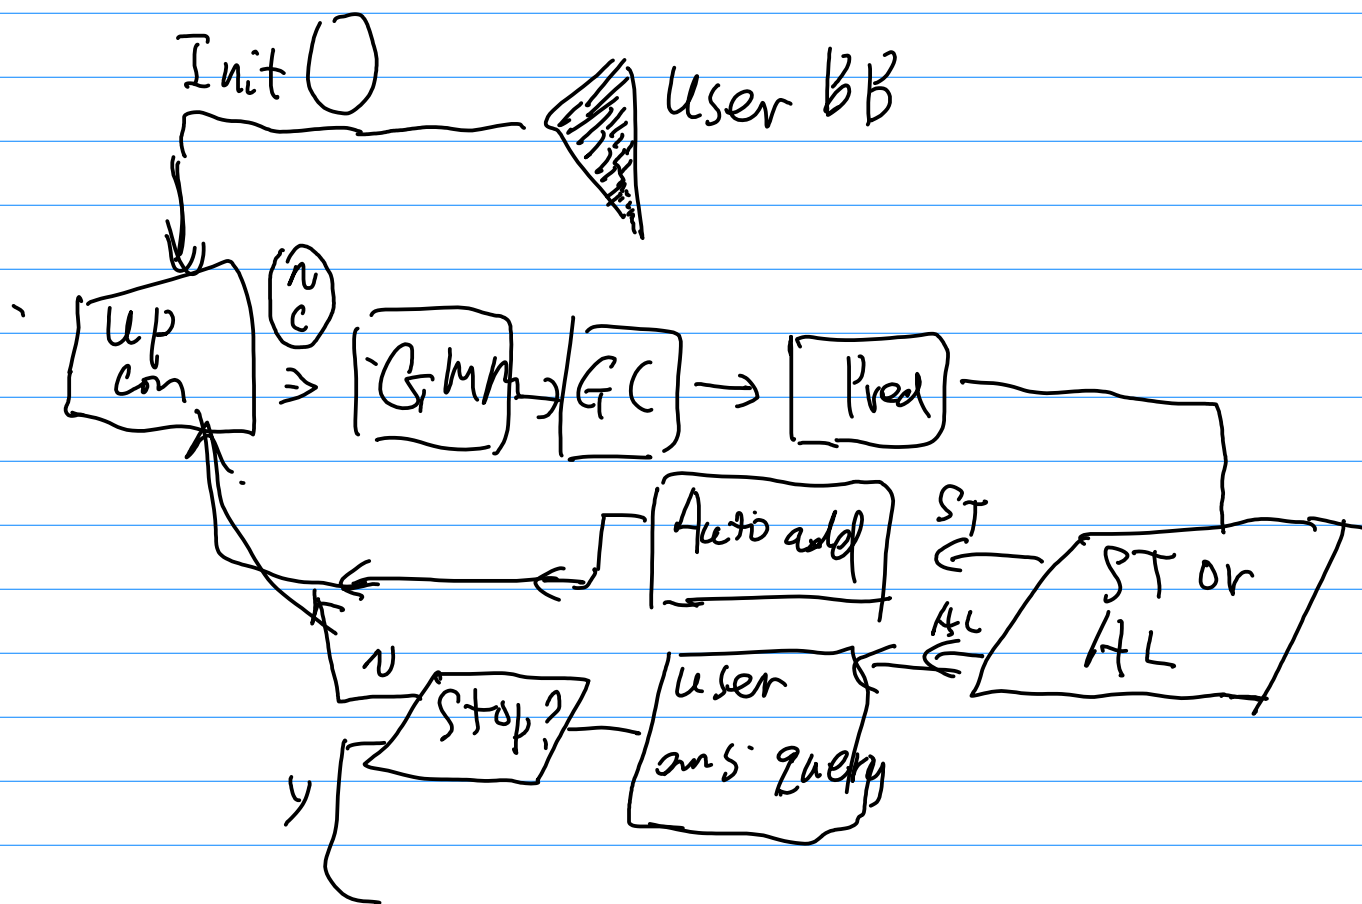 Init
User BB
up
con
N
C
GMM
GC
Pred
Auto add
ST
ST or
AL
AL
User
ans query
N
Stop?
y